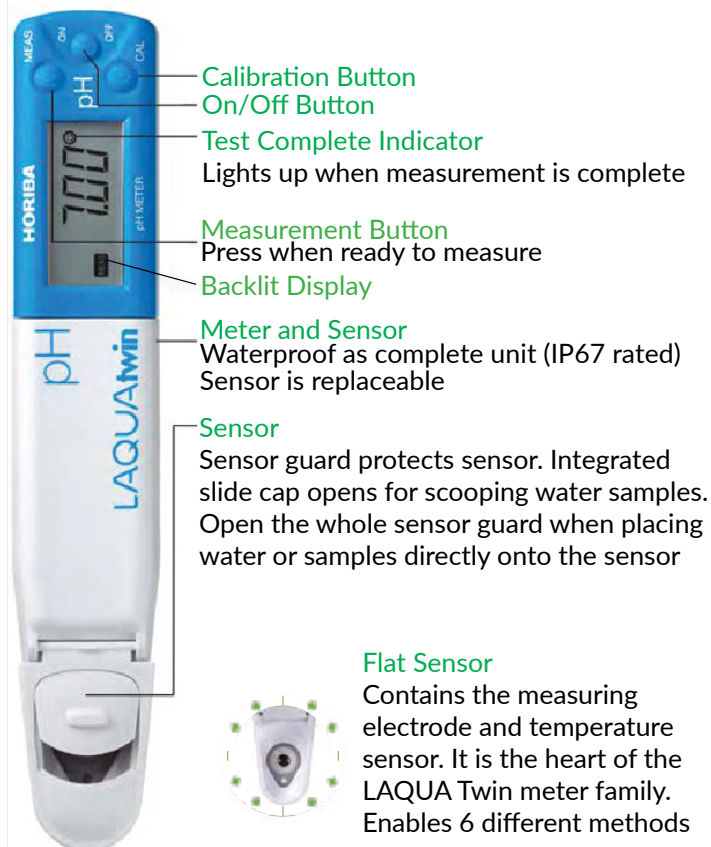 MEAS
ON
OFF
CAL
pH
7.00
HORIBA
pH METER
MEAS
pH
LAQUAtwin
Calibration Button
On/Off Button
Test Complete Indicator
Lights up when measurement is complete
Measurement Button
Press when ready to measure
Backlit Display
Meter and Sensor
Waterproof as complete unit (IP67 rated)
Sensor is replaceable
Sensor
Sensor guard protects sensor. Integrated
slide cap opens for scooping water samples.
Open the whole sensor guard when placing
water or samples directly onto the sensor
Flat Sensor
Contains the measuring
electrode and temperature
sensor. It is the heart of the
LAQUA Twin meter family.
Enables 6 different methods